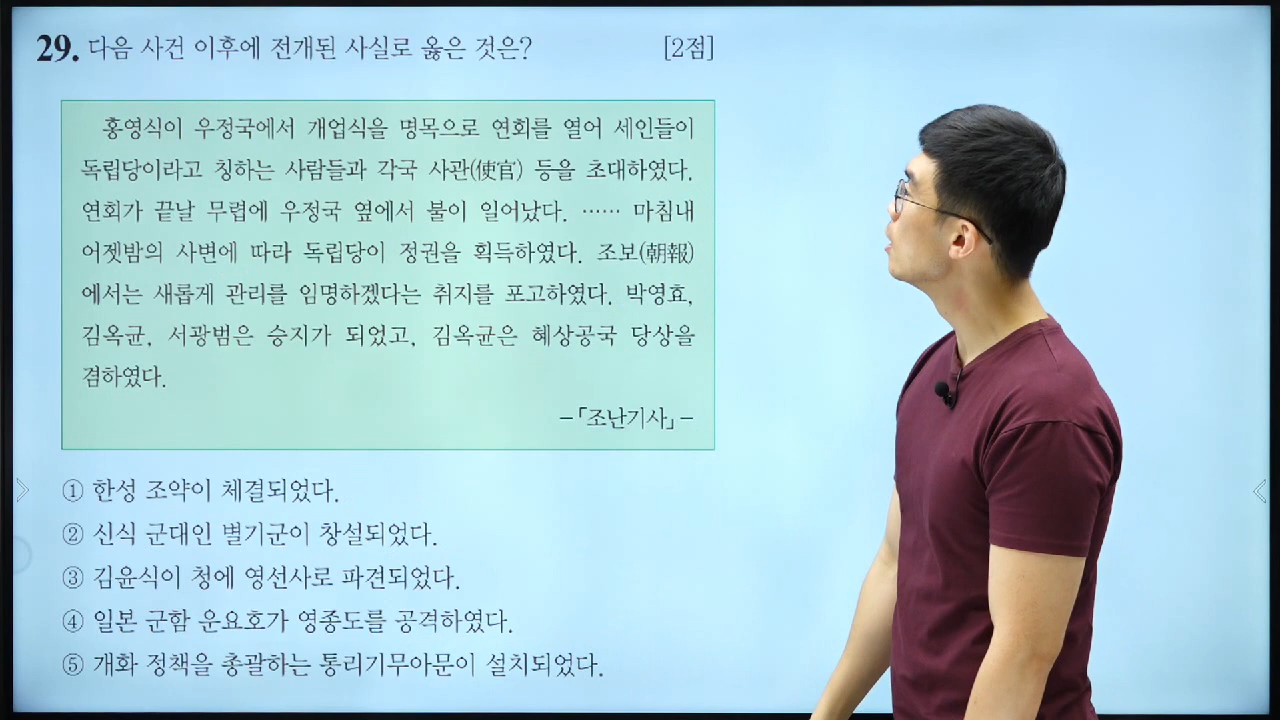 29. 다음 사건 이후에 전개된 사실로 옳은 것은? [2점]
홍영식이 우정국에서 개업식을 명목으로 연회를 열어 세인들이
독립당이라고 칭하는 사람들과 각국 사관(使官) 등을 초대하였다.
연회가 끝날 무렵에 우정국 옆에서 불이 일어났다. …… 마침내
어젯밤의 사변에 따라 독립당이 정권을 획득하였다. 조보(朝報)
에서는 새롭게 관리를 임명하겠다는 취지를 포고하였다. 박영효,
김옥균, 서광범은 승지가 되었고, 김옥균은 혜상공국 당상을
겸하였다.
-「조난기사」-
① 한성 조약이 체결되었다.
② 신식 군대인 별기군이 창설되었다.
③ 김윤식이 청에 영선사로 파견되었다.
④ 일본 군함 운요호가 영종도를 공격하였다.
⑤ 개화 정책을 총괄하는 통리기무아문이 설치되었다.